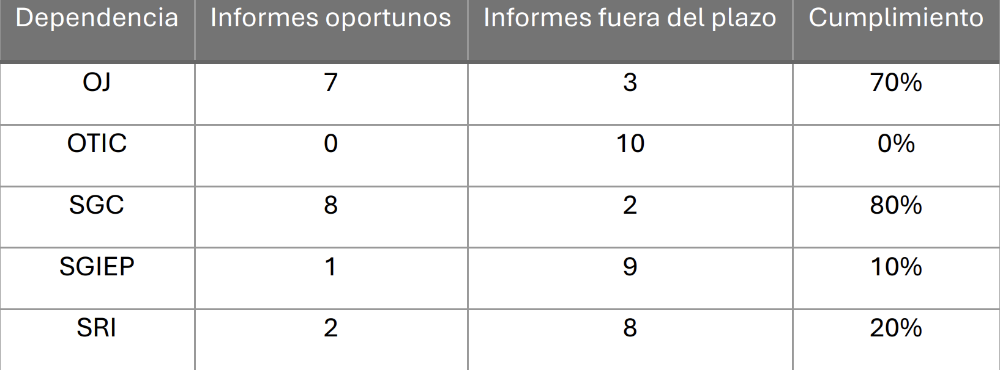 Dependencia Informes oportunos Informes fuera del plazo Cumplimiento
OJ 7 3 70%
OTIC 0 10 0%
SGC 8 2 80%
SGIEP 1 9 10%
SRI 2 8 20%